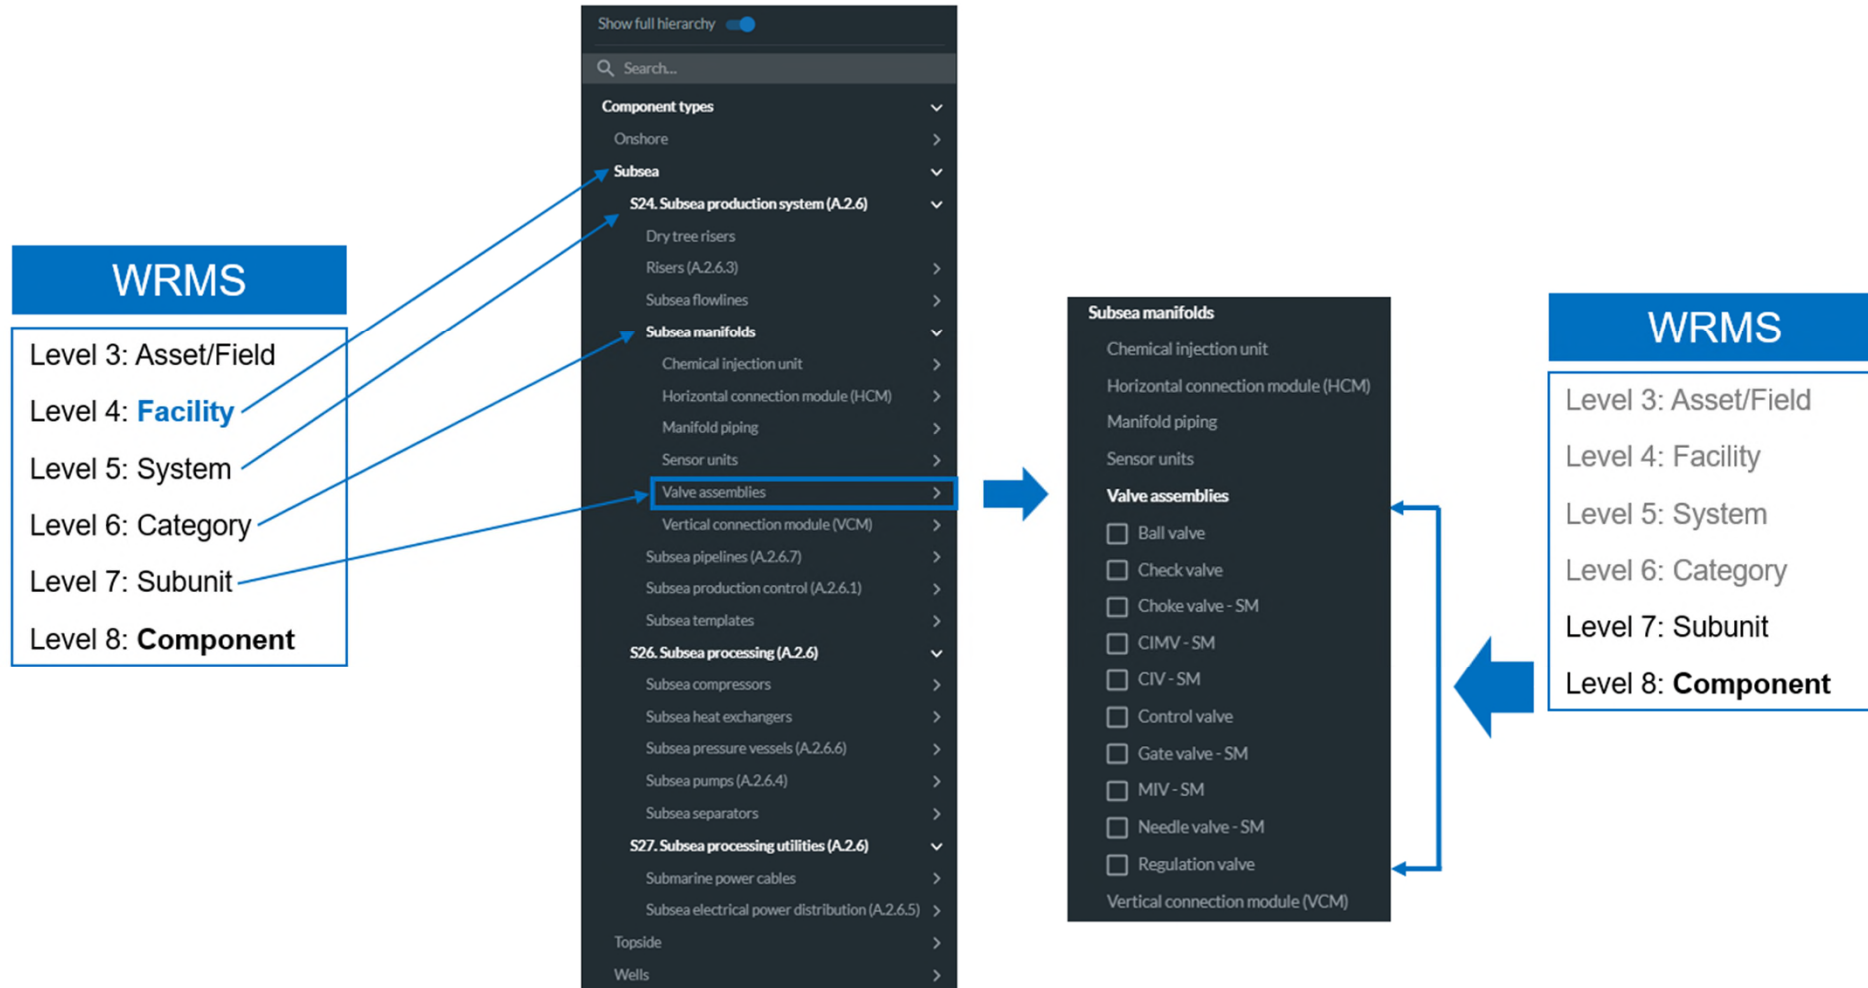 WRMS
Level 3: Asset/Field
Level 4: Facility
Level 5: System
Level 6: Category
Level 7: Subunit
Level 8: Component
Show full hierarchy
Search...
Component types
Onshore
Subsea
S24. Subsea production system (A.2.6)
Dry tree risers
Risers (A.2.6.3)
Subsea flowlines
Subsea manifolds
Chemical injection unit
Horizontal connection module (HCM)
Manifold piping
Sensor units
Valve assemblies
Vertical connection module (VCM)
Subsea pipelines (A.2.6.7)
Subsea production control (A.2.6.1)
Subsea templates
S26. Subsea processing (A.2.6)
Subsea compressors
Subsea heat exchangers
Subsea pressure vessels (A.2.6.6)
Subsea pumps (A.2.6.4)
Subsea separators
S27. Subsea processing utilities (A.2.6)
Submarine power cables
Subsea electrical power distribution (A.2.6.5)
Topside
Wells
Subsea manifolds
Chemical injection unit
Horizontal connection module (HCM)
Manifold piping
Sensor units
Valve assemblies
Ball valve
Check valve
Choke valve - SM
CIMV - SM
CIV - SM
Control valve
Gate valve - SM
MIV - SM
Needle valve - SM
Regulation valve
Vertical connection module (VCM)
WRMS
Level 3: Asset/Field
Level 4: Facility
Level 5: System
Level 6: Category
Level 7: Subunit
Level 8: Component